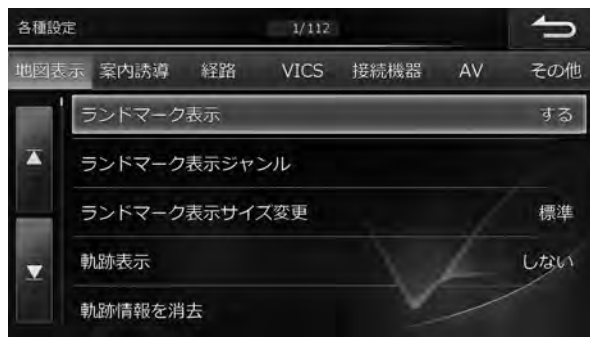 各種設定 1/112
地図表示 案内誘導 経路 VICS 接続機器 AV その他
ランドマーク表示 する
ランドマーク表示ジャンル
ランドマーク表示サイズ変更 標準
軌跡表示 しない
軌跡情報を消去